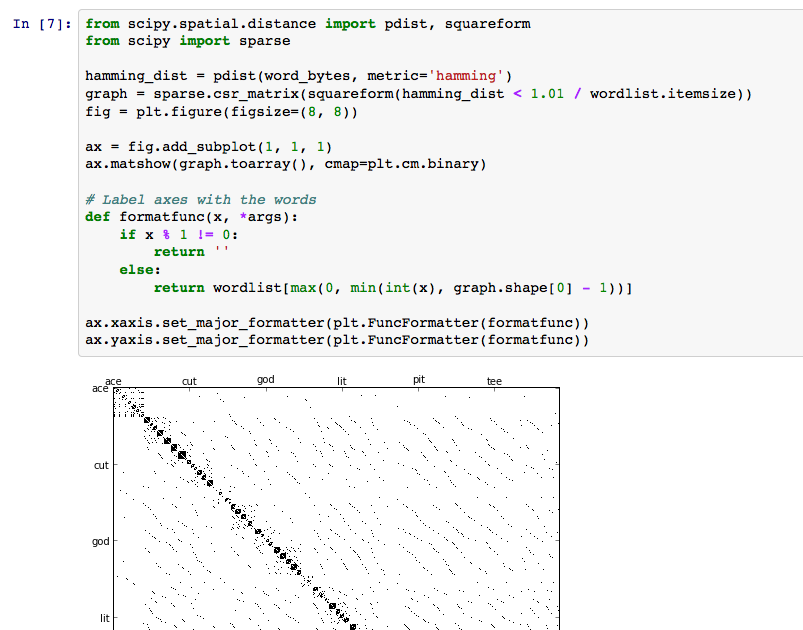 In [7]: from scipy.spatial.distance import pdist, squareform
from scipy import sparse
hamming_dist = pdist(word_bytes, metric='hamming')
graph = sparse.csr_matrix(squareform(hamming_dist < 1.01 / wordlist.itemsize))
fig = plt.figure(figsize=(8, 8))
ax = fig.add_subplot(1, 1, 1)
ax.matshow(graph.toarray(), cmap=plt.cm.binary)
# Label axes with the words
def formatfunc(x, *args):
    if x % 1 != 0:
        return ''
    else:
        return wordlist[max(0, min(int(x), graph.shape[0] - 1))]
ax.xaxis.set_major_formatter(plt.FuncFormatter(formatfunc))
ax.yaxis.set_major_formatter(plt.FuncFormatter(formatfunc))
ace cut god lit pit tee
ace
cut
god
lit